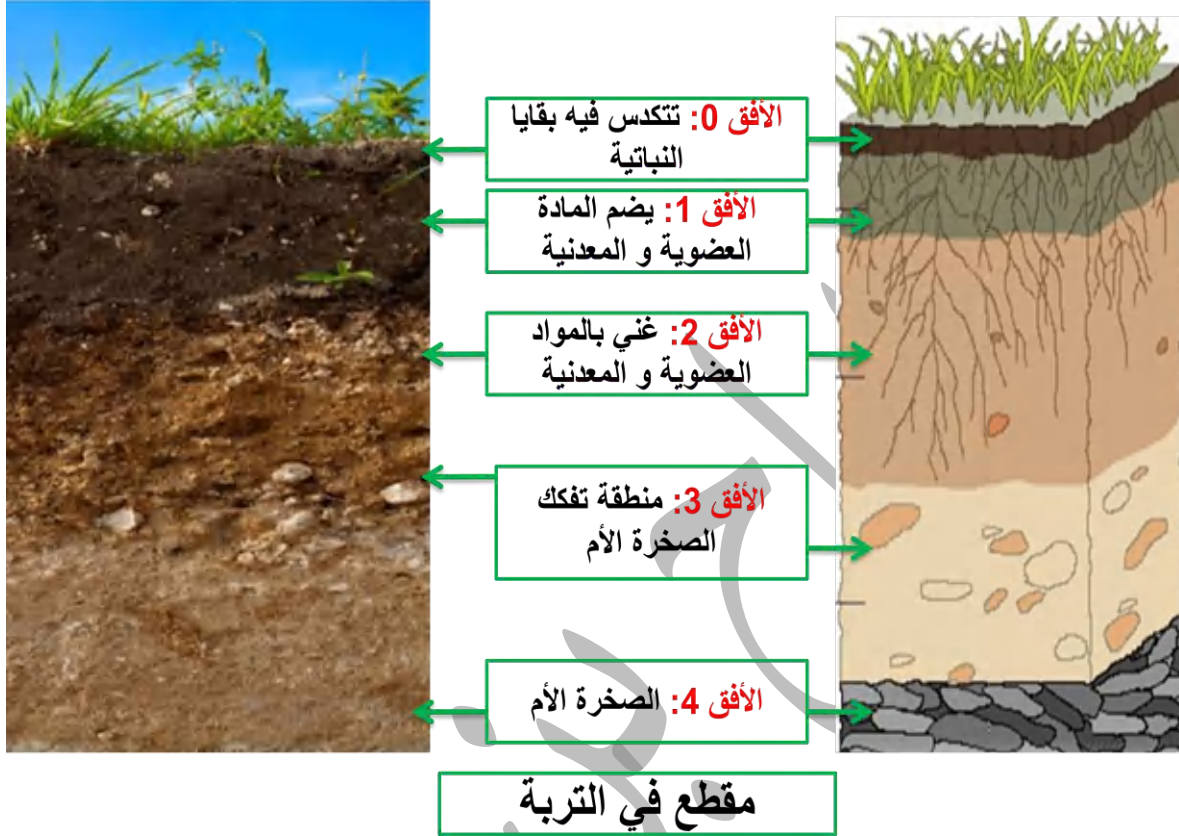 الأفق 0: تتكدس فيه بقايا
النباتية
الأفق 1: يضم المادة
العضوية و المعدنية
الأفق 2: غني بالمواد
العضوية و المعدنية
الأفق 3: منطقة تفكك
الصخرة الأم
الأفق 4: الصخرة الأم
مقطع في التربة